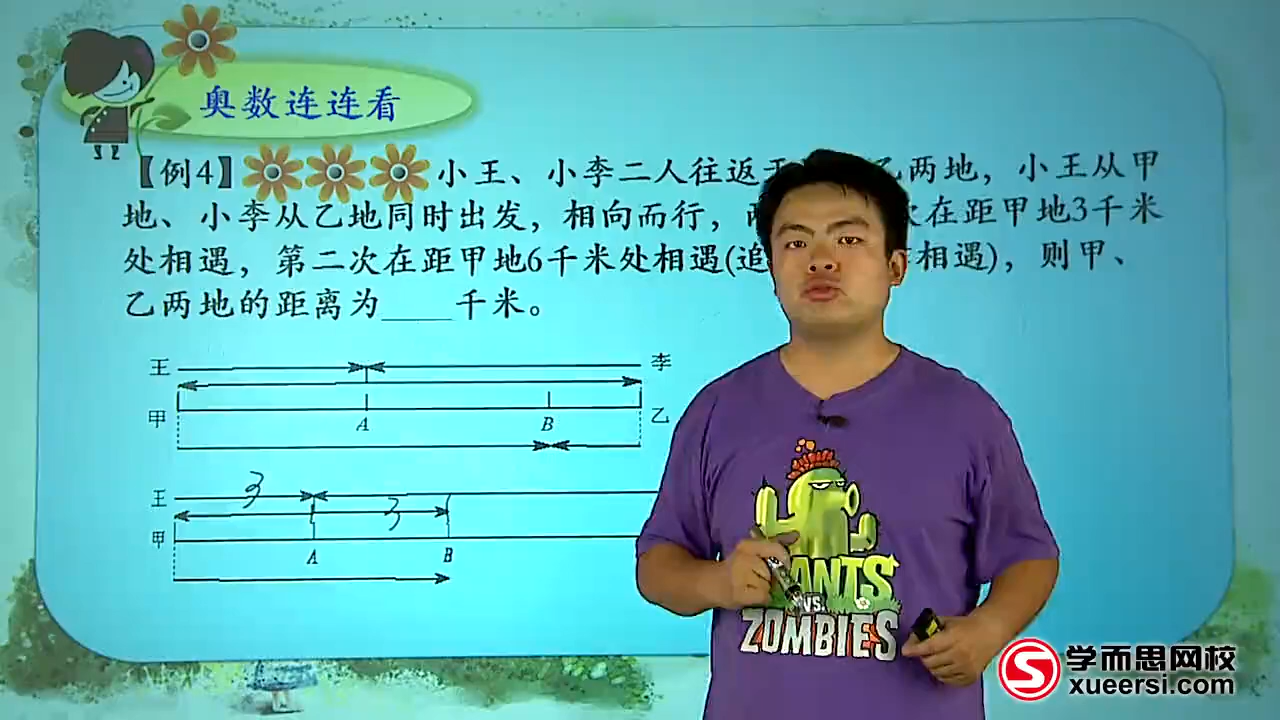 奥数连连看
【例4】 小王、小李二人往返于 乙两地，小王从甲
地、小李从乙地同时出发，相向而行， 次在距甲地3千米
处相遇，第二次在距甲地6千米处相遇(追 相遇)，则甲、
乙两地的距离为____千米。
王 李
甲 A B 乙
王 3 3
甲 A B
PLANTS
VS.
ZOMBIES
学而思网校
xueersi.com